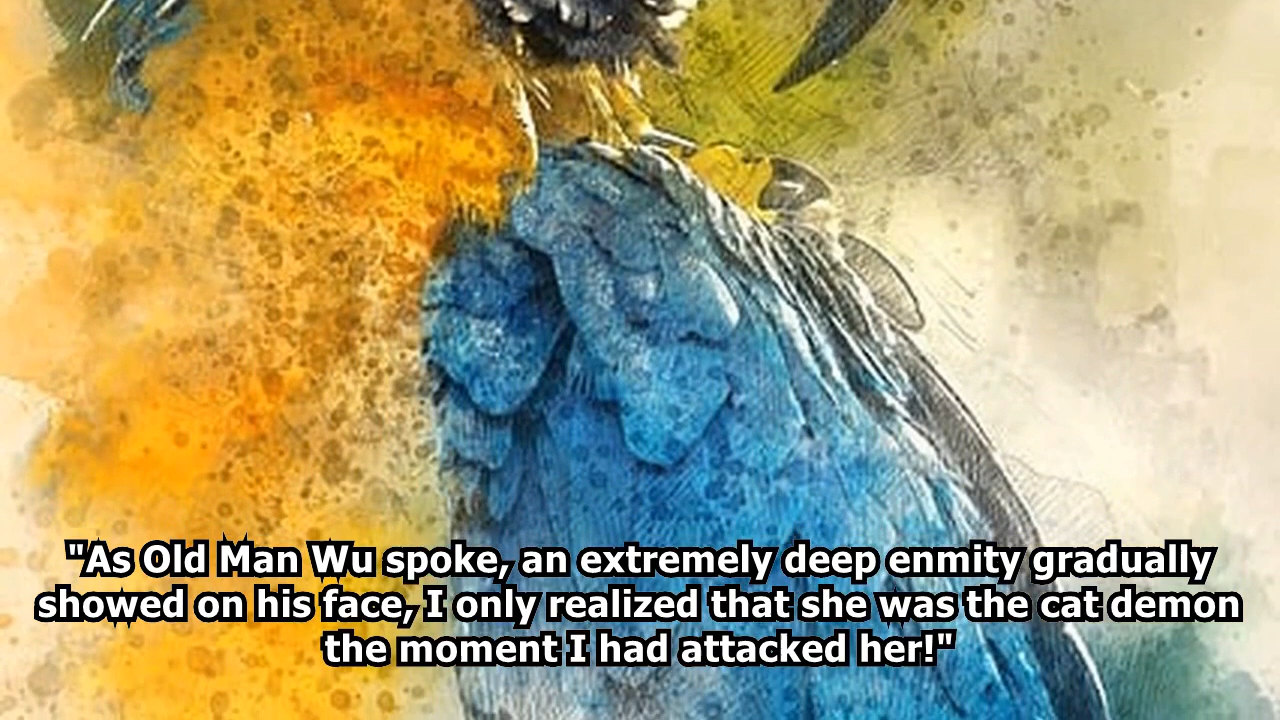 "As Old Man Wu spoke, an extremely deep enmity gradually
showed on his face, I only realized that she was the cat demon
the moment I had attacked her!"